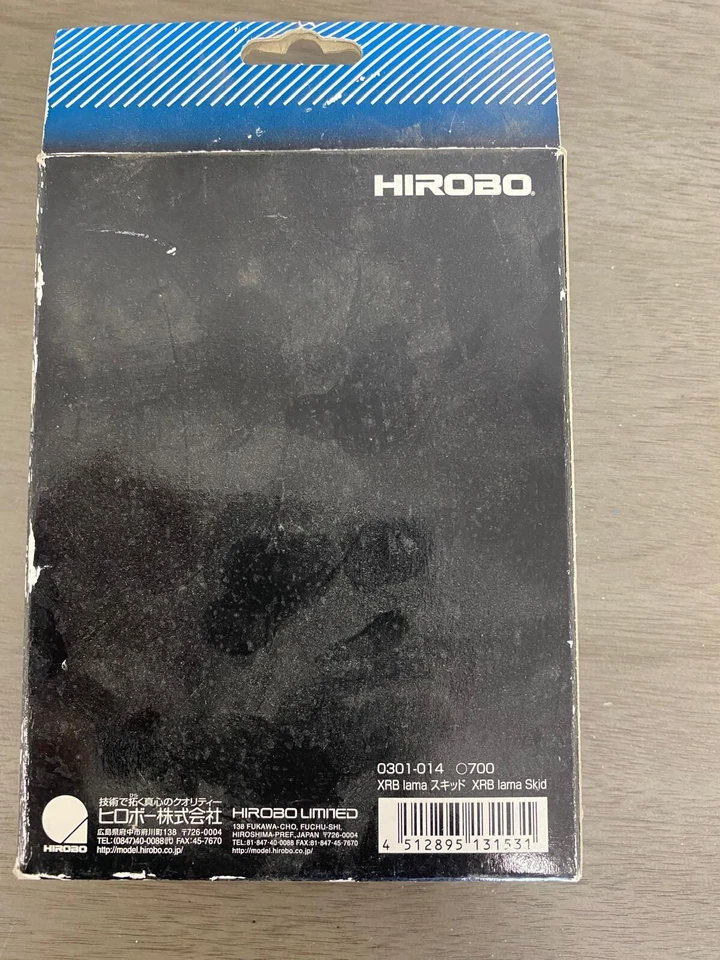 HIROBO®
0301-014 ○700
XRB lama スキッド XRB lama Skid
4 512895 131531
技術で拓く真心のクオリティー
ひら
ヒロボー株式会社
広島県府中市府川町138 〒726-0004
TEL:(0847)40-0088㈹ FAX:45-7670
http://model.hirobo.co.jp/
HIROBO
HIROBO LIMITED
138 FUKAWA-CHO, FUCHU-SHI,
HIROSHIMA-PREF,JAPAN 〒726-0004
TEL:81-847-40-0088 FAX:81-847-45-7670
http://model.hirobo.co.jp/